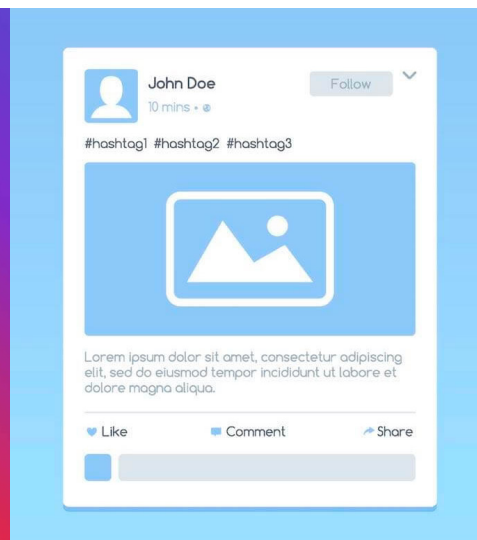 John Doe
Follow
10 mins •
#hashtag1 #hashtag2 #hashtag3
Lorem ipsum dolor sit amet, consectetur adipiscing
elit, sed do eiusmod tempor incididunt ut labore et
dolore magna aliqua.
Like
Comment
Share